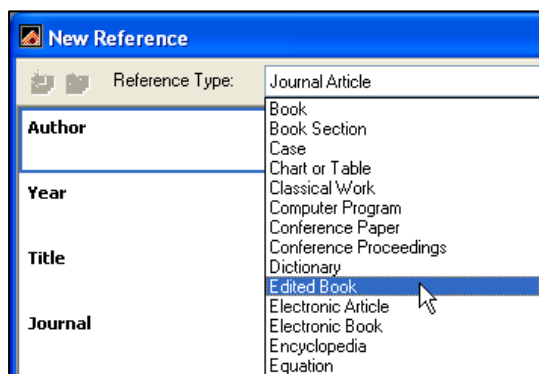 New Reference
Reference Type:
Journal Article
Book
Book Section
Case
Chart or Table
Classical Work
Computer Program
Conference Paper
Conference Proceedings
Dictionary
Edited Book
Electronic Article
Electronic Book
Encyclopedia
Equation
Author
Year
Title
Journal